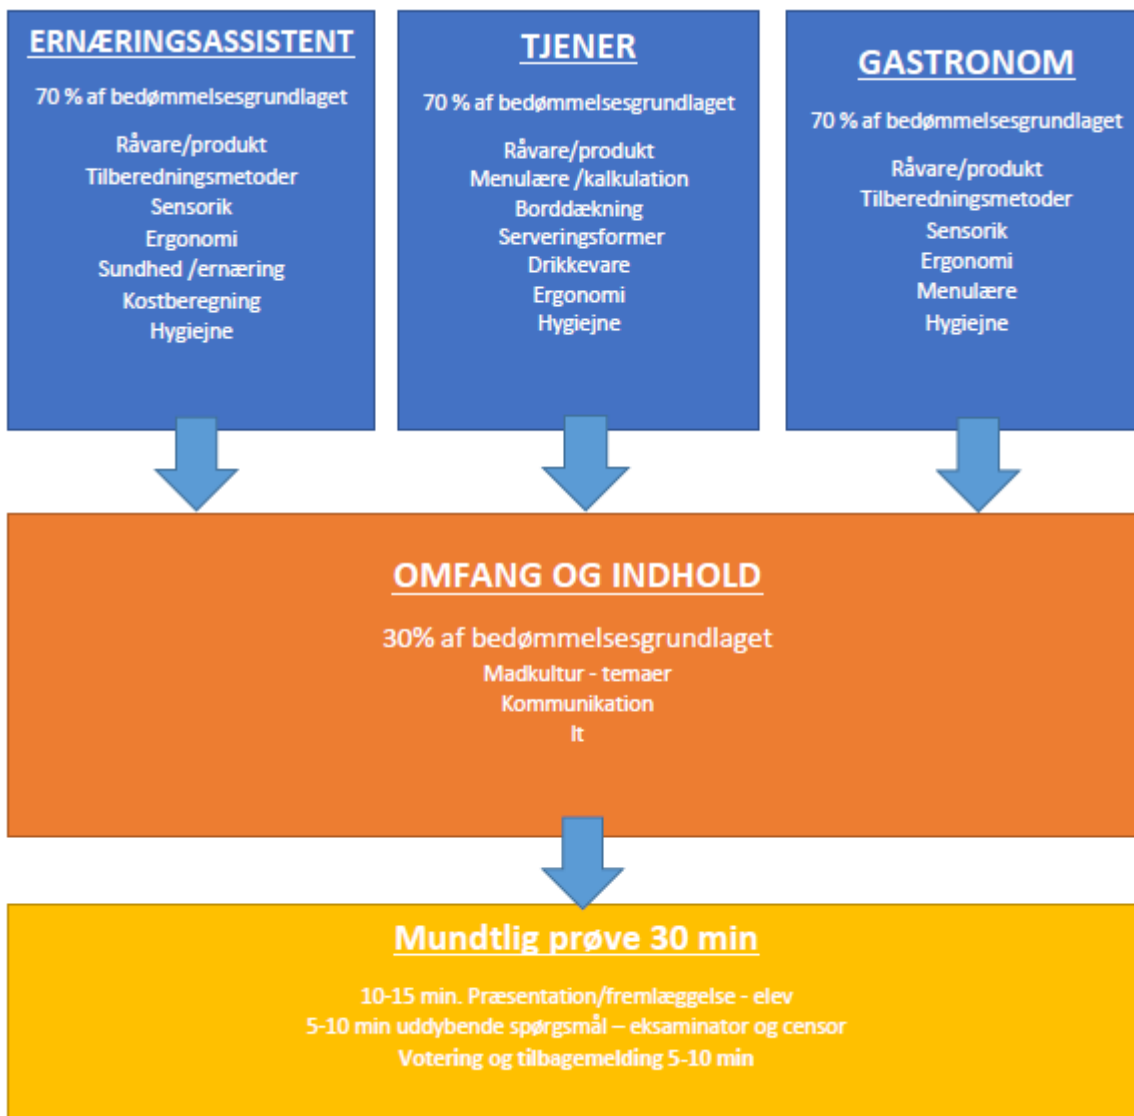 ERNÆRINGSASSISTENT
70 % af bedømmelsesgrundlaget
Råvare/produkt
Tilberedningsmetoder
Sensorik
Ergonomi
Sundhed /ernæring
Kostberegning
Hygiejne
TJENER
70 % af bedømmelsesgrundlaget
Råvare/produkt
Menulære /kalkulation
Borddækning
Serveringsformer
Drikkevare
Ergonomi
Hygiejne
GASTRONOM
70 % af bedømmelsesgrundlaget
Råvare/produkt
Tilberedningsmetoder
Sensorik
Ergonomi
Menulære
Hygiejne
OMFANG OG INDHOLD
30% af bedømmelsesgrundlaget
Madkultur - temaer
Kommunikation
It
Mundtlig prøve 30 min
10-15 min. Præsentation/fremlæggelse - elev
5-10 min uddybende spørgsmål – eksaminator og censor
Votering og tilbagemelding 5-10 min